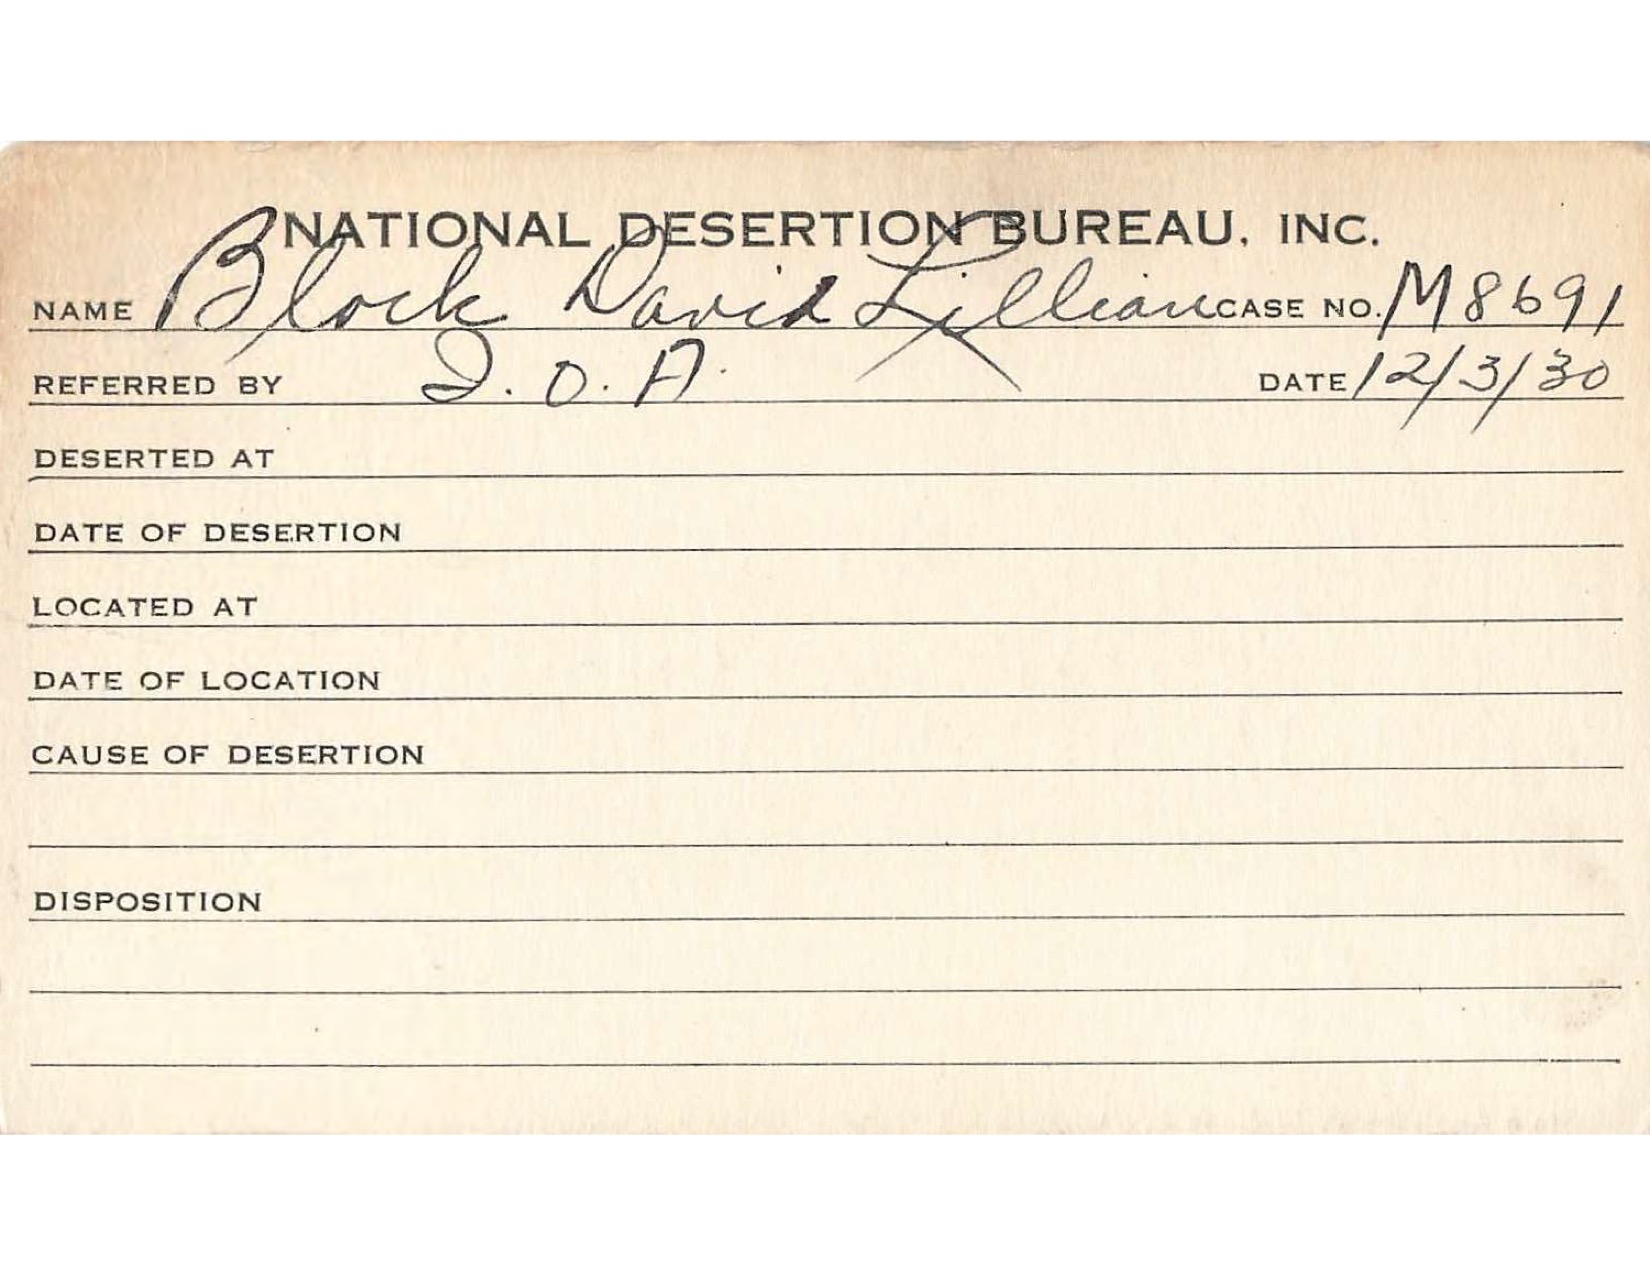 NATIONAL DESERTION BUREAU, INC.
NAME Block David Lillian CASE NO. M8691
REFERRED BY I. O. A. DATE 12/3/30
DESERTED AT
DATE OF DESERTION
LOCATED AT
DATE OF LOCATION
CAUSE OF DESERTION
DISPOSITION